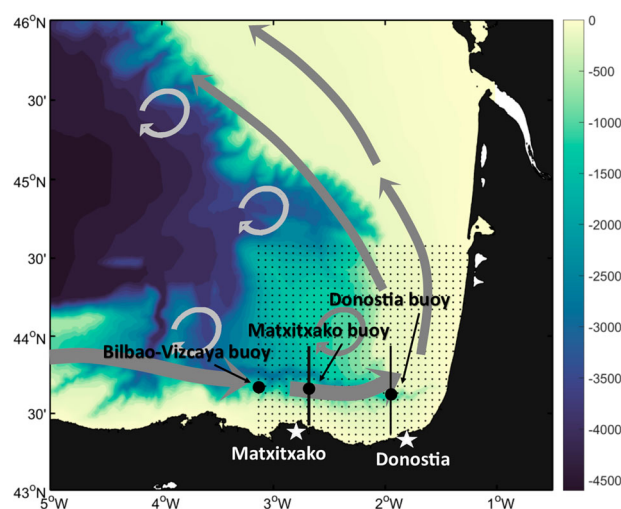 46°N
30'
45°N
30'
44°N
30'
43°N
5°W
4°W
3°W
2°W
1°W
0
-500
-1000
-1500
-2000
-2500
-3000
-3500
-4000
-4500
Donostia buoy
Matxitxako buoy
Bilbao-Vizcaya buoy
Matxitxako
Donostia